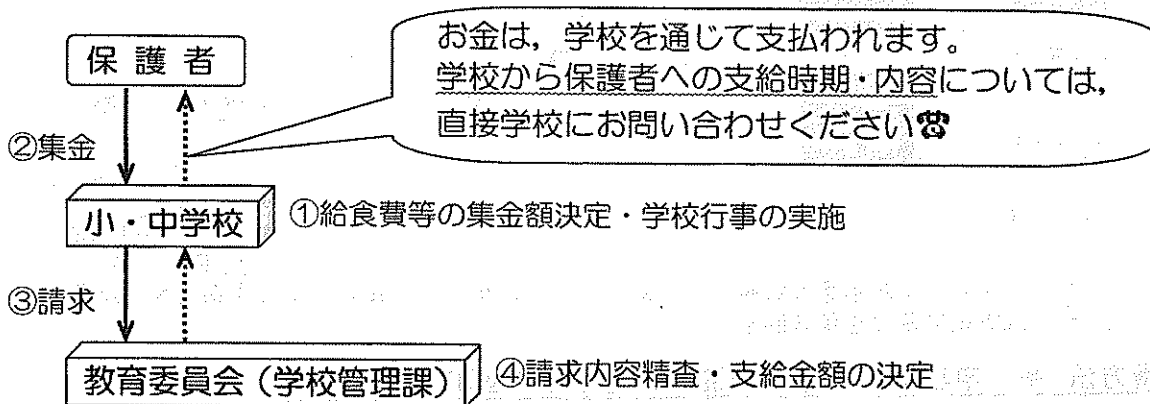 保護者
お金は，学校を通じて支払われます。
学校から保護者への支給時期・内容については，
直接学校にお問い合わせください☎
②集金
小・中学校
①給食費等の集金額決定・学校行事の実施
③請求
教育委員会（学校管理課）
④請求内容精査・支給金額の決定